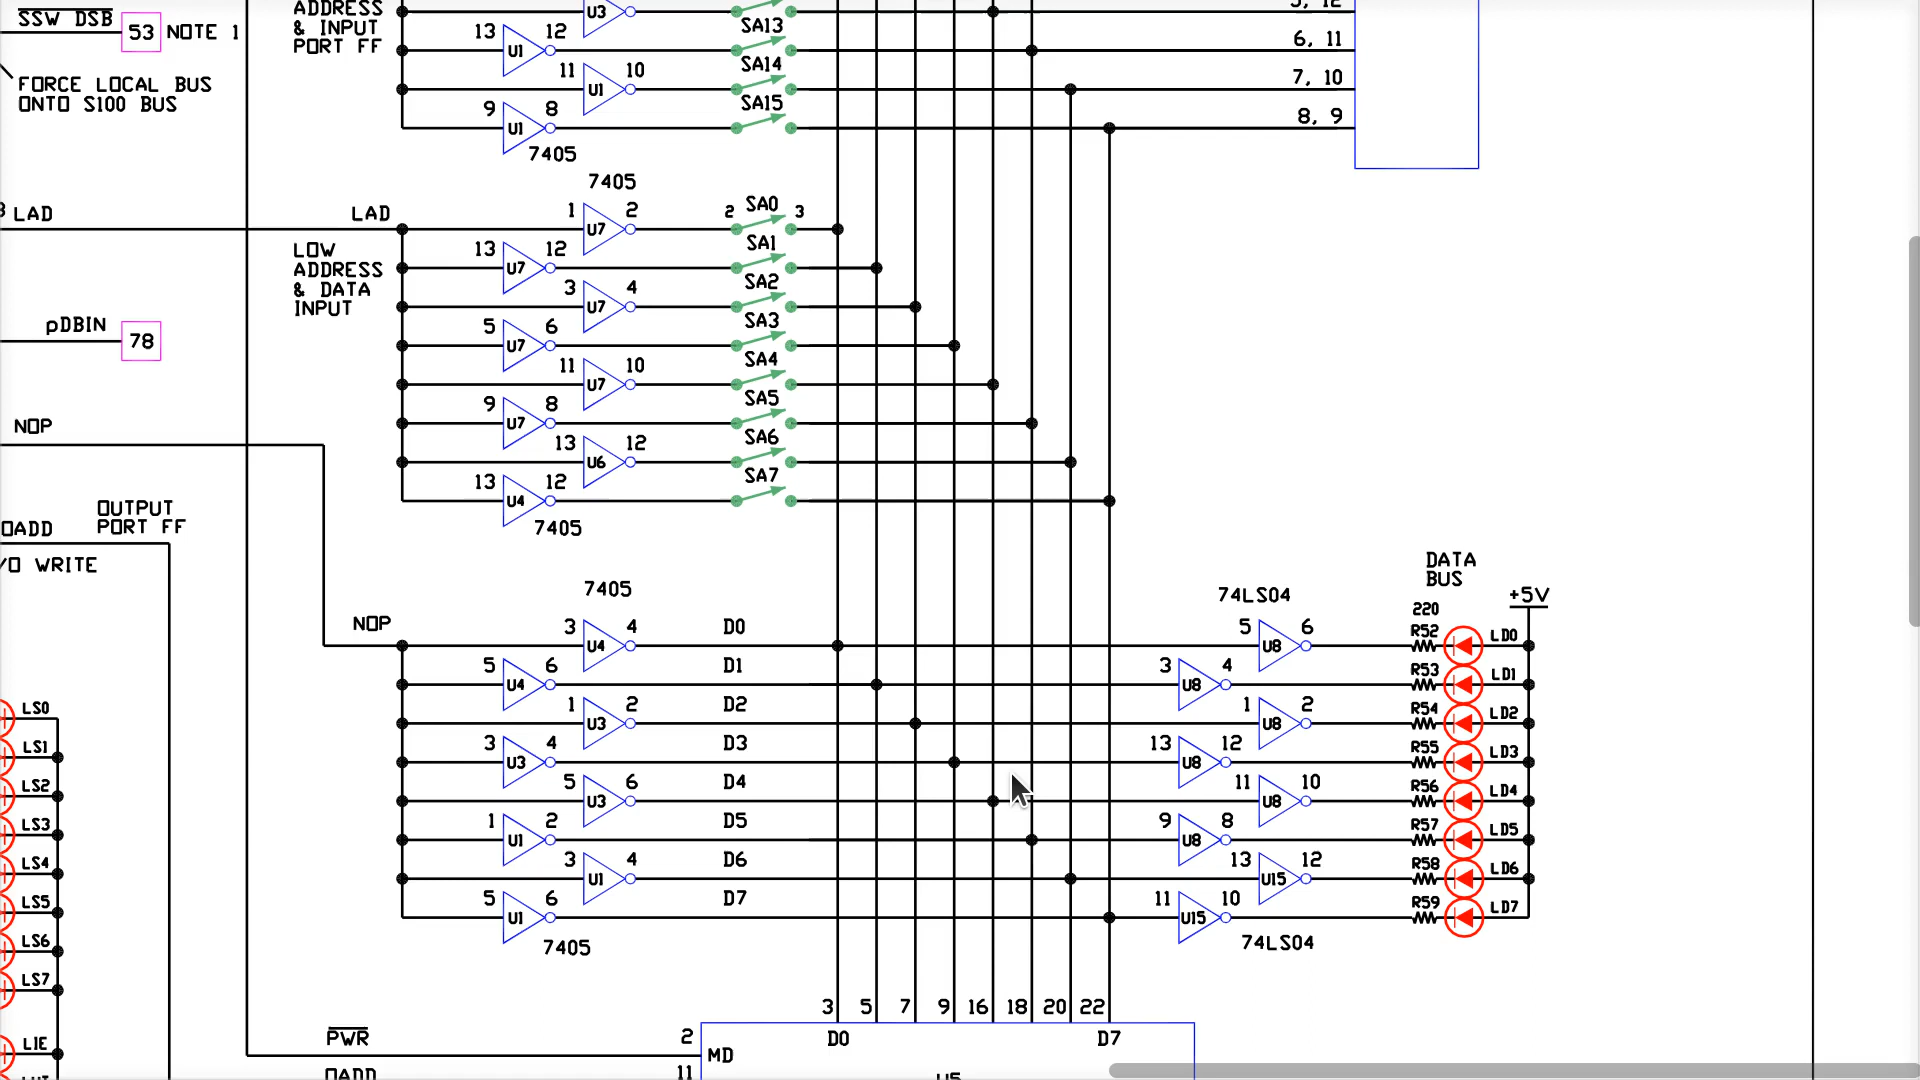 SSW DSB
53 NOTE 1
FORCE LOCAL BUS
ONTO S100 BUS
ADDRESS
& INPUT
PORT FF
U3
SA13
13 U1 12
6, 11
SA14
11 U1 10
7, 10
SA15
9 U1 8
8, 9
7405
7405
LAD
LAD
LOW
ADDRESS
& DATA
INPUT
1 U7 2
2 SA0 3
13 U7 12
SA1
3 U7 4
SA2
5 U7 6
SA3
11 U7 10
SA4
9 U7 8
SA5
13 U6 12
SA6
13 U4 12
SA7
7405
pDBIN
78
NOP
OUTPUT
PORT FF
OADD
/O WRITE
7405
NOP
3 U4 4 D0
5 U4 6 D1
1 U3 2 D2
3 U3 4 D3
5 U3 6 D4
1 U1 2 D5
3 U1 4 D6
5 U1 6 D7
7405
DATA
BUS
74LS04
+5V
220
5 U8 6 R52 LD0
3 U8 4 R53 LD1
1 U8 2 R54 LD2
13 U8 12 R55 LD3
11 U8 10 R56 LD4
9 U8 8 R57 LD5
13 U15 12 R58 LD6
11 U15 10 R59 LD7
74LS04
LS0
LS1
LS2
LS3
LS4
LS5
LS6
LS7
L1E
3 5 7 9 16 18 20 22
D0 D7
PWR 2
MD
OADD 11
U5